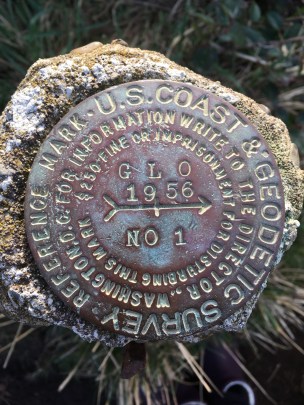 U.S. COAST & GEODETIC SURVEY REFERENCE MARK
FOR INFORMATION WRITE TO THE DIRECTOR, WASHINGTON, D.C.
$250 FINE OR IMPRISONMENT FOR DISTURBING THIS MARK
GLO
1956
NO 1